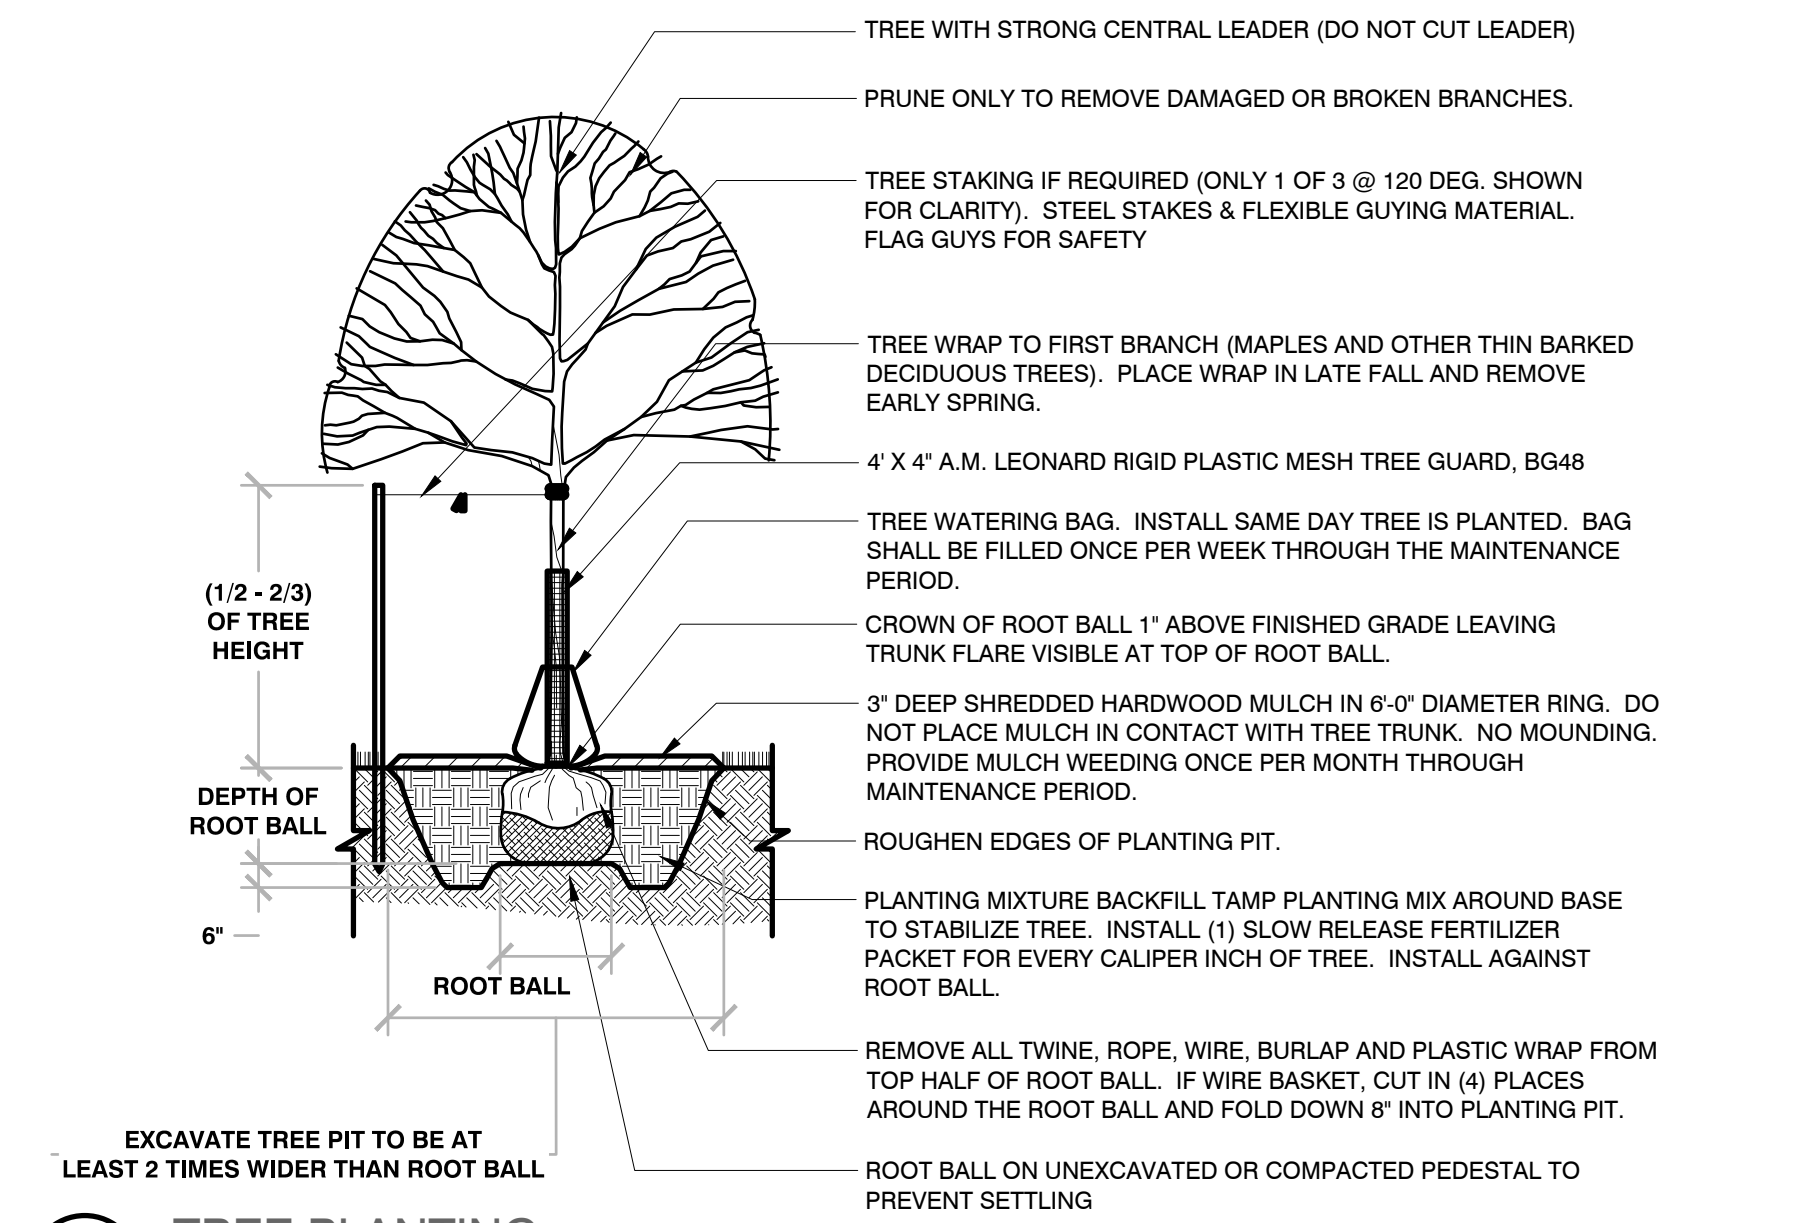 TREE WITH STRONG CENTRAL LEADER (DO NOT CUT LEADER)
PRUNE ONLY TO REMOVE DAMAGED OR BROKEN BRANCHES.
TREE STAKING IF REQUIRED (ONLY 1 OF 3 @ 120 DEG. SHOWN
FOR CLARITY). STEEL STAKES & FLEXIBLE GUYING MATERIAL.
FLAG GUYS FOR SAFETY
TREE WRAP TO FIRST BRANCH (MAPLES AND OTHER THIN BARKED
DECIDUOUS TREES). PLACE WRAP IN LATE FALL AND REMOVE
EARLY SPRING.
4' X 4" A.M. LEONARD RIGID PLASTIC MESH TREE GUARD, BG48
TREE WATERING BAG. INSTALL SAME DAY TREE IS PLANTED. BAG
SHALL BE FILLED ONCE PER WEEK THROUGH THE MAINTENANCE
PERIOD.
CROWN OF ROOT BALL 1" ABOVE FINISHED GRADE LEAVING
TRUNK FLARE VISIBLE AT TOP OF ROOT BALL.
3" DEEP SHREDDED HARDWOOD MULCH IN 6'-0" DIAMETER RING. DO
NOT PLACE MULCH IN CONTACT WITH TREE TRUNK. NO MOUNDING.
PROVIDE MULCH WEEDING ONCE PER MONTH THROUGH
MAINTENANCE PERIOD.
ROUGHEN EDGES OF PLANTING PIT.
PLANTING MIXTURE BACKFILL TAMP PLANTING MIX AROUND BASE
TO STABILIZE TREE. INSTALL (1) SLOW RELEASE FERTILIZER
PACKET FOR EVERY CALIPER INCH OF TREE. INSTALL AGAINST
ROOT BALL.
REMOVE ALL TWINE, ROPE, WIRE, BURLAP AND PLASTIC WRAP FROM
TOP HALF OF ROOT BALL. IF WIRE BASKET, CUT IN (4) PLACES
AROUND THE ROOT BALL AND FOLD DOWN 8" INTO PLANTING PIT.
ROOT BALL ON UNEXCAVATED OR COMPACTED PEDESTAL TO
PREVENT SETTLING
(1/2 - 2/3)
OF TREE
HEIGHT
DEPTH OF
ROOT BALL
6"
ROOT BALL
EXCAVATE TREE PIT TO BE AT
LEAST 2 TIMES WIDER THAN ROOT BALL
TREE PLANTING